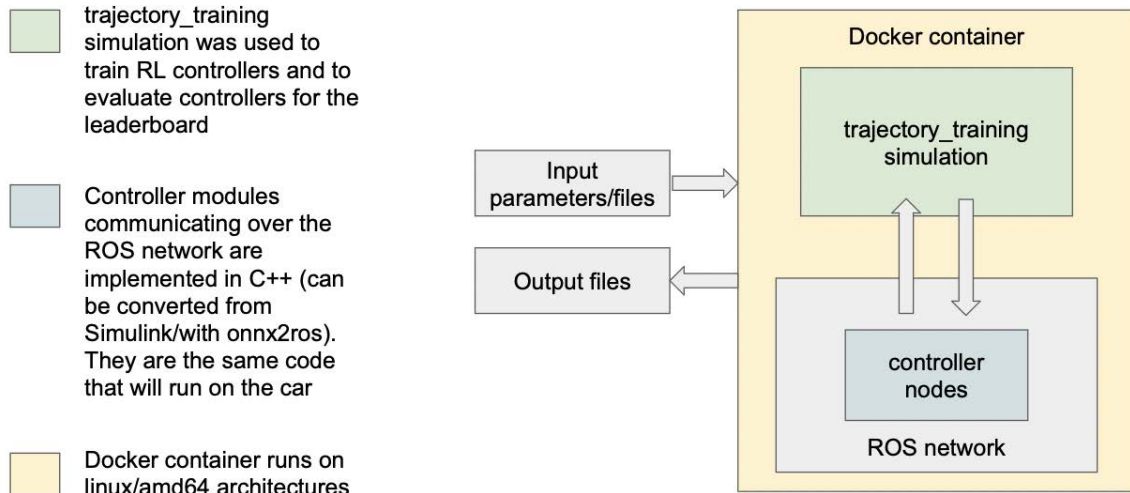 trajectory_training
simulation was used to
train RL controllers and to
evaluate controllers for the
leaderboard
Controller modules
communicating over the
ROS network are
implemented in C++ (can
be converted from
Simulink/with onnx2ros).
They are the same code
that will run on the car
Docker container runs on
linux/amd64 architectures
Input
parameters/files
Output files
Docker container
trajectory_training
simulation
controller
nodes
ROS network